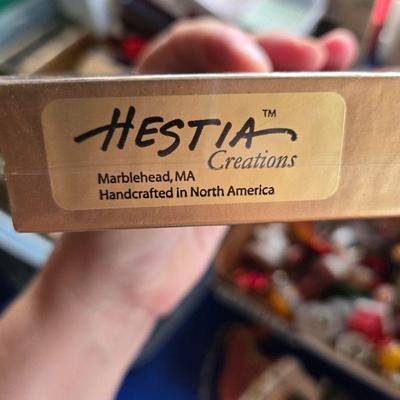 HESTIA™
Creations
Marblehead, MA
Handcrafted in North America